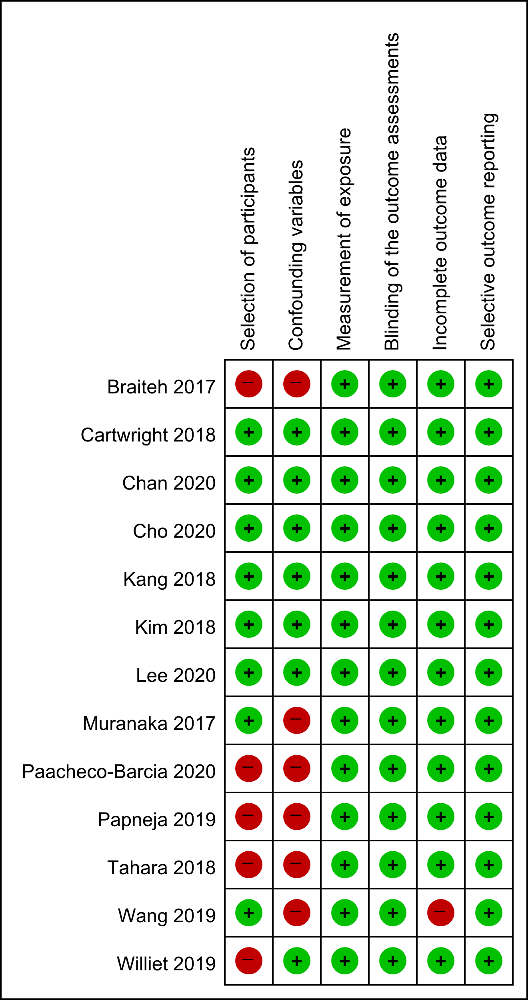 Selection of participants
Confounding variables
Measurement of exposure
Blinding of the outcome assessments
Incomplete outcome data
Selective outcome reporting
Braiteh 2017 − − + + + +
Cartwright 2018 + + + + + +
Chan 2020 + + + + + +
Cho 2020 + + + + + +
Kang 2018 + + + + + +
Kim 2018 + + + + + +
Lee 2020 + + + + + +
Muranaka 2017 + − + + + +
Paacheco-Barcia 2020 − − + + + +
Papneja 2019 − − + + + +
Tahara 2018 − − + + + +
Wang 2019 + − + + − +
Williet 2019 − + + + + +